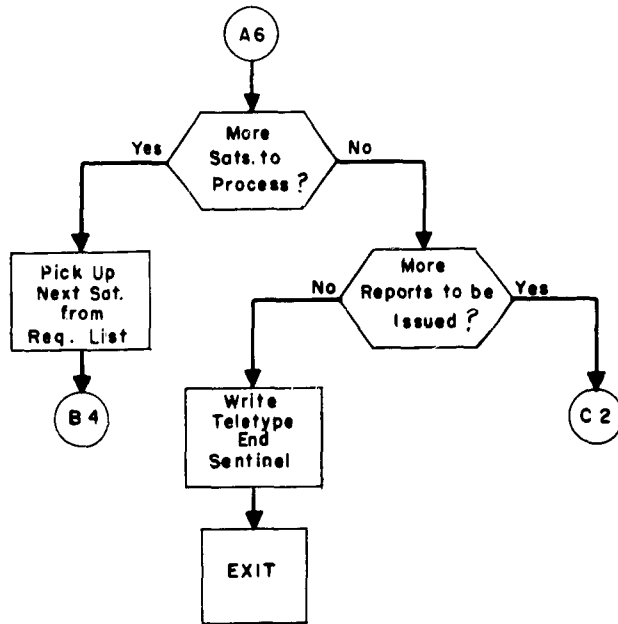 A6
More
Sats. to
Process?
Yes
No
Pick Up
Next Sat.
from
Req. List
More
Reports to be
Issued?
No
Yes
B4
Write
Teletype
End
Sentinel
C2
EXIT